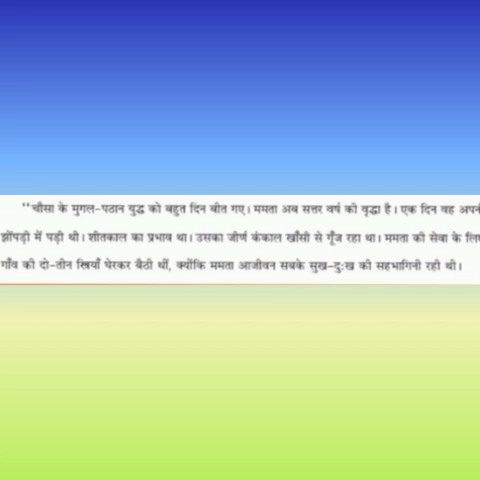 “चौसा के मुगल-पठान युद्ध को बहुत दिन बीत गए। ममता अब सत्तर वर्ष की वृद्धा है। एक दिन वह अपनी
झोंपड़ी में पड़ी थी। शीतकाल का प्रभाव था। उसका जीर्ण कंकाल खाँसी से गूँज रहा था। ममता की सेवा के लिए
गाँव की दो-तीन स्त्रियाँ घेरकर बैठी थीं, क्योंकि ममता आजीवन सबके सुख-दुःख की सहभागिनी रही थी।